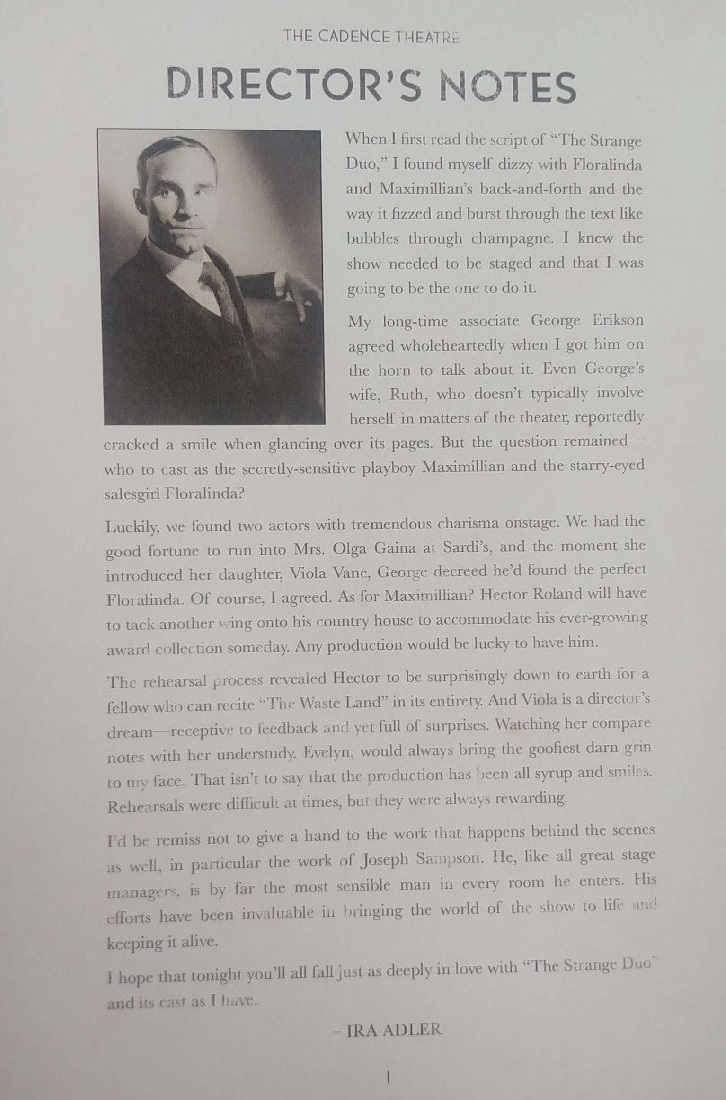 THE CADENCE THEATRE
DIRECTOR'S NOTES
When I first read the script of “The Strange
Duo,” I found myself dizzy with Floralinda
and Maximillian’s back-and-forth and the
way it fizzed and burst through the text like
bubbles through champagne. I knew the
show needed to be staged and that I was
going to be the one to do it.
My long-time associate George Erikson
agreed wholeheartedly when I got him on
the horn to talk about it. Even George’s
wife, Ruth, who doesn’t typically involve
herself in matters of the theater, reportedly
cracked a smile when glancing over its pages. But the question remained
who to cast as the secretly-sensitive playboy Maximillian and the starry-eyed
salesgirl Floralinda?
Luckily, we found two actors with tremendous charisma onstage. We had the
good fortune to run into Mrs. Olga Gaina at Sardi’s, and the moment she
introduced her daughter, Viola Vane, George decreed he’d found the perfect
Floralinda. Of course, I agreed. As for Maximillian? Hector Roland will have
to tack another wing onto his country house to accommodate his ever-growing
award collection someday. Any production would be lucky to have him.
The rehearsal process revealed Hector to be surprisingly down to earth for a
fellow who can recite “The Waste Land” in its entirety. And Viola is a director’s
dream—receptive to feedback and yet full of surprises. Watching her compare
notes with her understudy, Evelyn, would always bring the goofiest darn grin
to my face. That isn’t to say that the production has been all syrup and smiles.
Rehearsals were difficult at times, but they were always rewarding.
I’d be remiss not to give a hand to the work that happens behind the scenes
as well, in particular the work of Joseph Sampson. He, like all great stage
managers, is by far the most sensible man in every room he enters. His
efforts have been invaluable in bringing the world of the show to life and
keeping it alive.
I hope that tonight you’ll all fall just as deeply in love with “The Strange Duo”
and its cast as I have.
– IRA ADLER
1